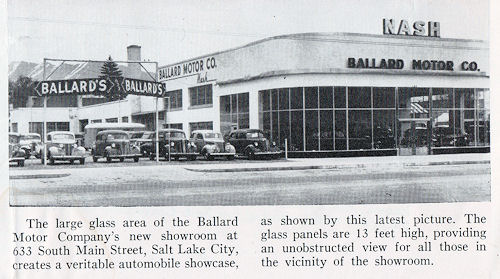 NASH
BALLARD MOTOR CO.
BALLARD MOTOR CO.
Nash
BALLARD'S BALLARD'S
The large glass area of the Ballard
Motor Company's new showroom at
633 South Main Street, Salt Lake City,
creates a veritable automobile showcase,
as shown by this latest picture. The
glass panels are 13 feet high, providing
an unobstructed view for all those in
the vicinity of the showroom.